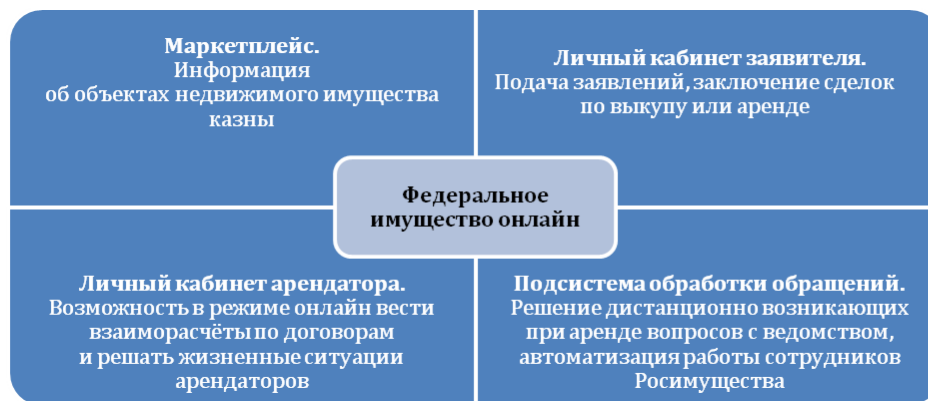 Маркетплейс.
Информация
об объектах недвижимого имущества
казны
Личный кабинет заявителя.
Подача заявлений, заключение сделок
по выкупу или аренде
Федеральное
имущество онлайн
Личный кабинет арендатора.
Возможность в режиме онлайн вести
взаиморасчёты по договорам
и решать жизненные ситуации
арендаторов
Подсистема обработки обращений.
Решение дистанционно возникающих
при аренде вопросов с ведомством,
автоматизация работы сотрудников
Росимущества